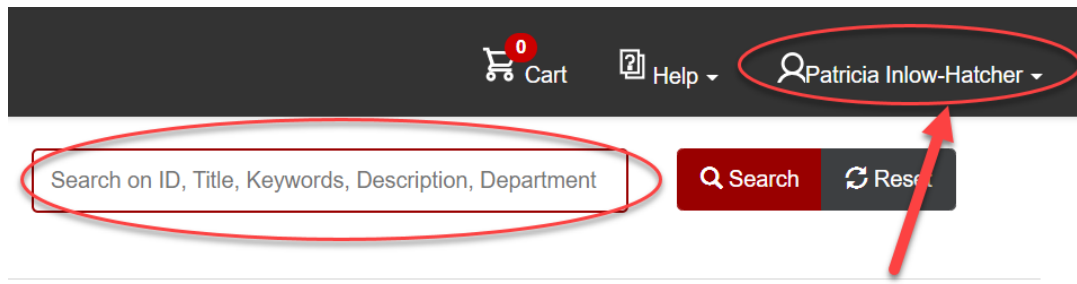 0
Cart
Help
Patricia Inlow-Hatcher
Search on ID, Title, Keywords, Description, Department
Search
Reset